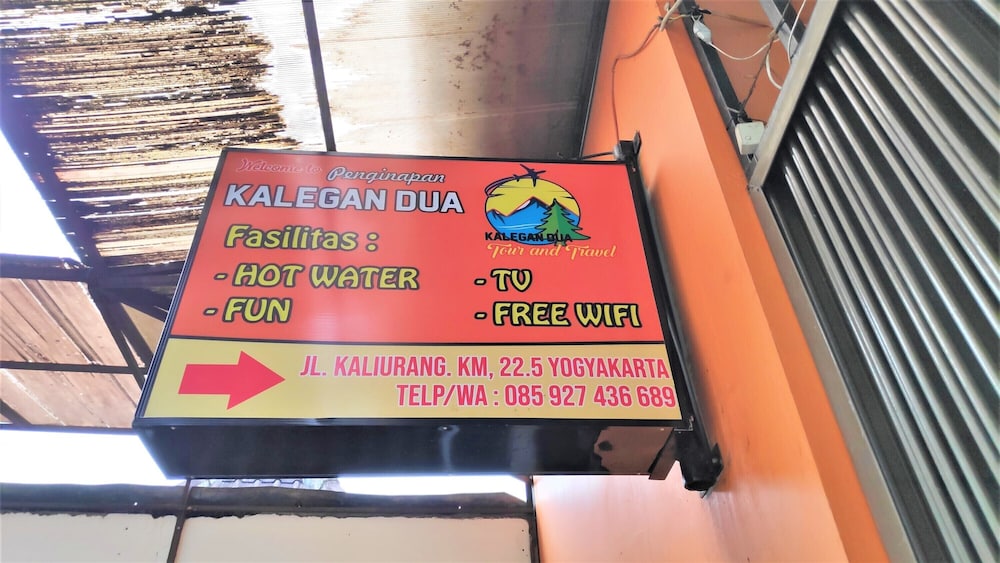 Welcome to Penginapan
KALEGAN DUA
KALEGAN DUA
Tour and Travel
Fasilitas :
- HOT WATER
- FUN
- TV
- FREE WIFI
JL. KALIURANG. KM, 22.5 YOGYAKARTA
TELP/WA : 085 927 436 689